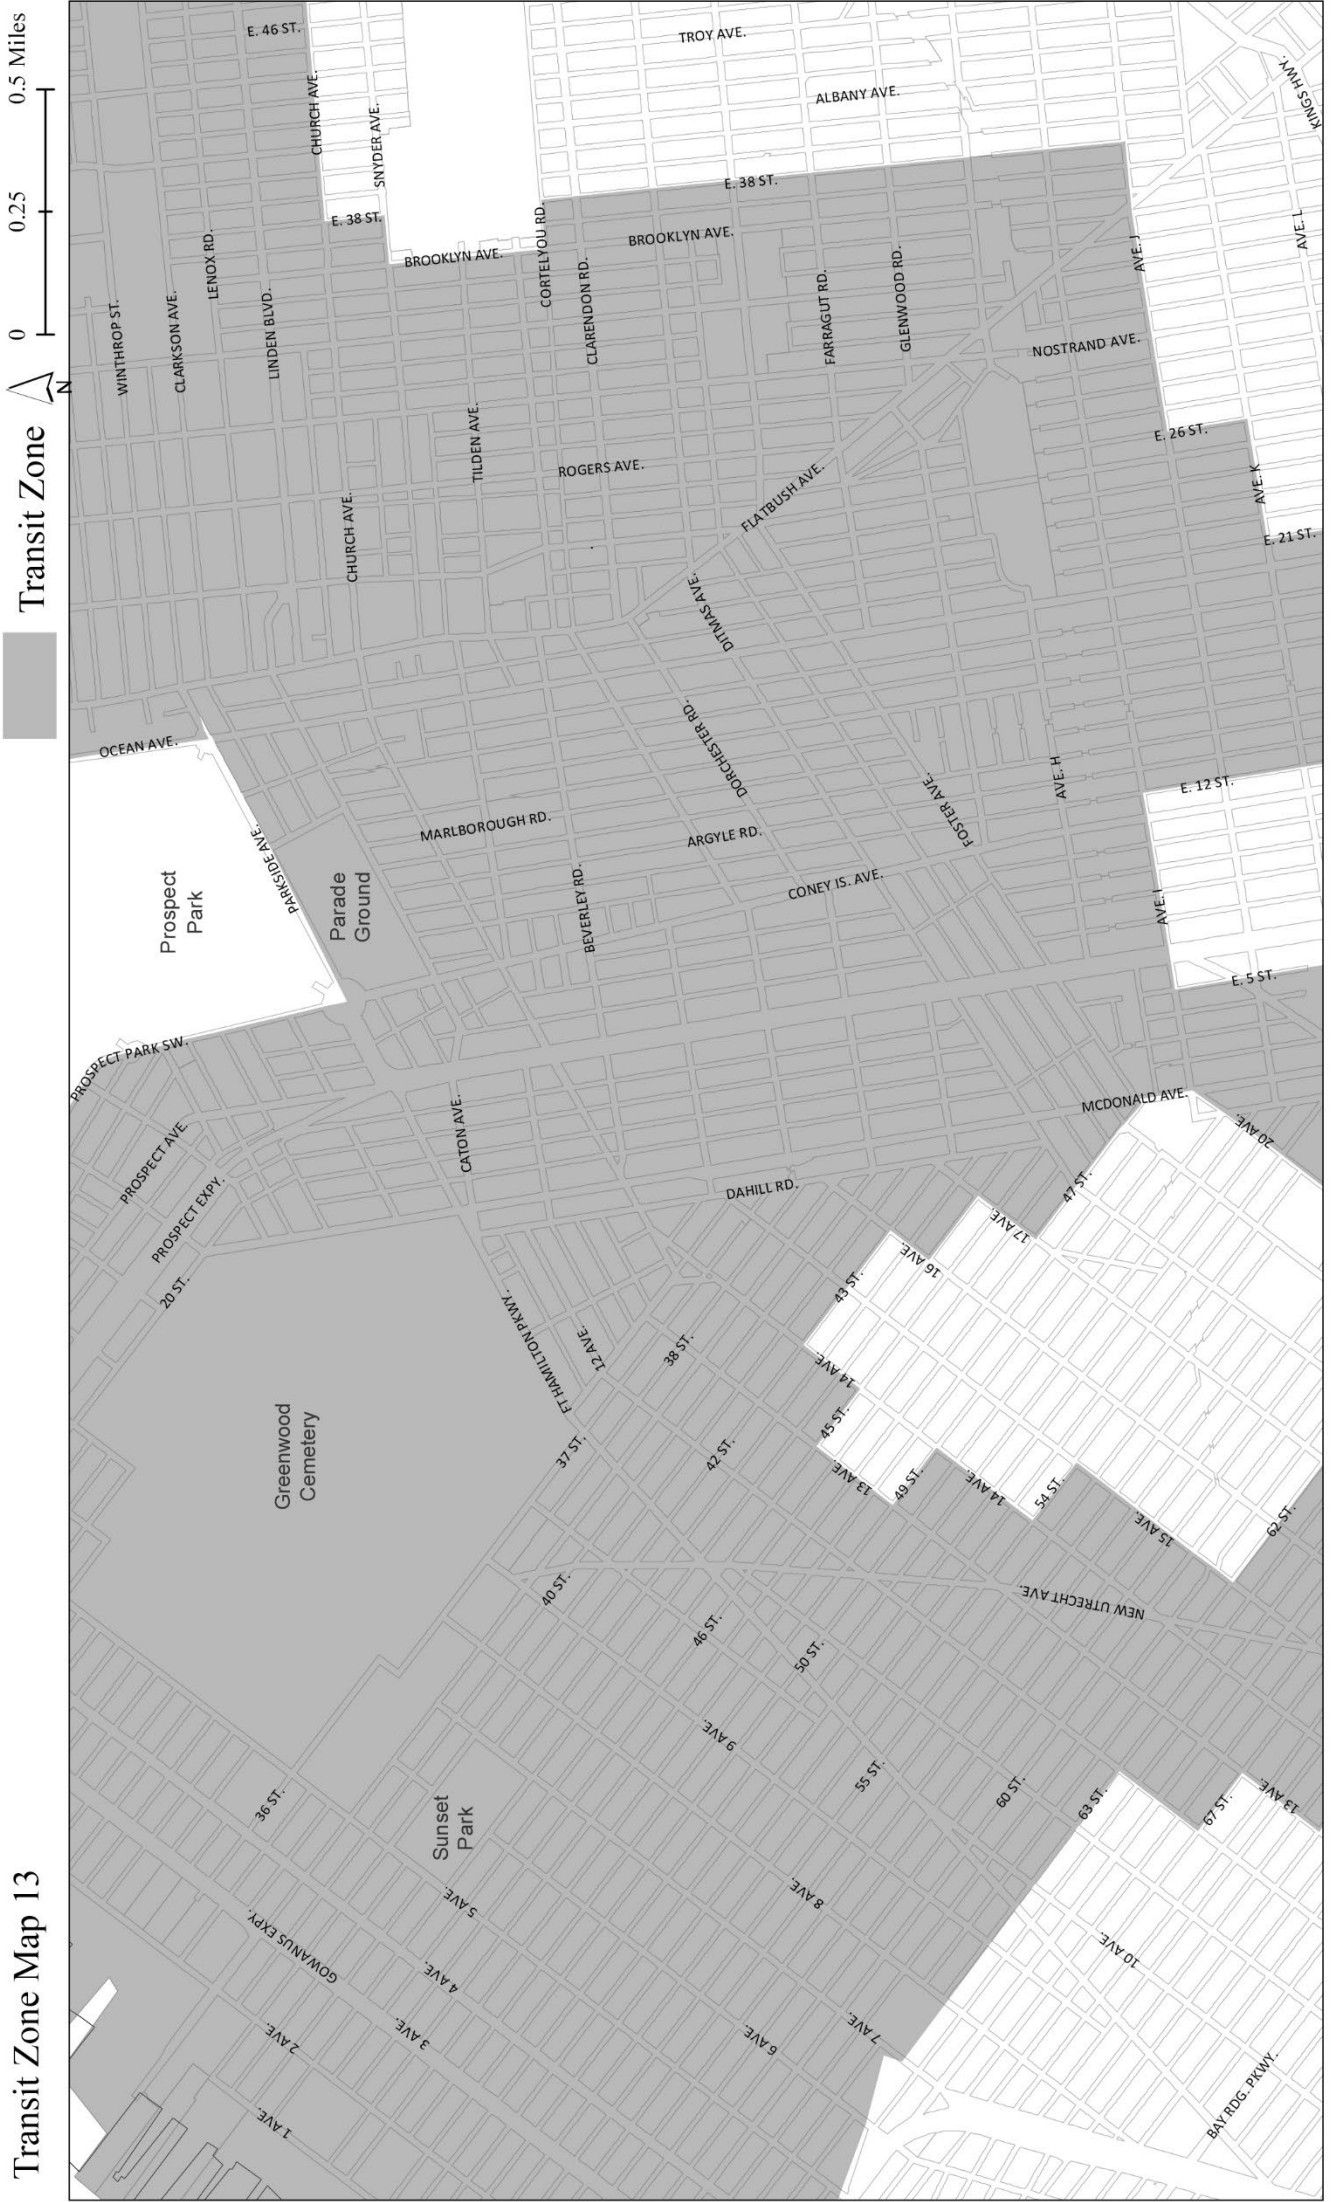 Transit Zone Map 13
Transit Zone
N
0
0.25
0.5 Miles
PROSPECT PARK SW.
PROSPECT AVE.
PROSPECT EXPY.
20 ST.
OCEAN AVE.
WINTHROP ST.
CLARKSON AVE.
LENOX RD.
LINDEN BLVD.
E. 46 ST.
CHURCH AVE.
SNYDER AVE.
E. 38 ST.
Prospect
Park
PARKSIDE AVE.
Parade
Ground
CHURCH AVE.
TILDEN AVE.
BROOKLYN AVE.
Greenwood
Cemetery
36 ST.
GOWANUS EXPY.
1 AVE.
2 AVE.
3 AVE.
4 AVE.
5 AVE.
Sunset
Park
CATON AVE.
FT HAMILTON PKWY.
12 AVE.
37 ST.
38 ST.
40 ST.
42 ST.
46 ST.
50 ST.
MARLBOROUGH RD.
BEVERLEY RD.
ARGYLE RD.
DORCHESTER RD.
DITMAS AVE.
ROGERS AVE.
CORTELYOU RD.
CLARENDON RD.
BROOKLYN AVE.
E. 38 ST.
TROY AVE.
ALBANY AVE.
FLATBUSH AVE.
FARRAGUT RD.
GLENWOOD RD.
CONEY IS. AVE.
FOSTER AVE.
DAHILL RD.
6 AVE.
7 AVE.
8 AVE.
9 AVE.
55 ST.
60 ST.
43 ST.
14 AVE.
45 ST.
13 AVE.
49 ST.
14 AVE.
54 ST.
15 AVE.
62 ST.
16 AVE.
17 AVE.
47 ST.
MCDONALD AVE.
20 AVE.
NEW UTRECHT AVE.
63 ST.
67 ST.
13 AVE.
10 AVE.
BAY RDG. PKWY.
AVE. H
AVE. I
E. 5 ST.
E. 12 ST.
NOSTRAND AVE.
AVE. J
E. 26 ST.
AVE. K
E. 21 ST.
AVE. L
KINGS HWY.